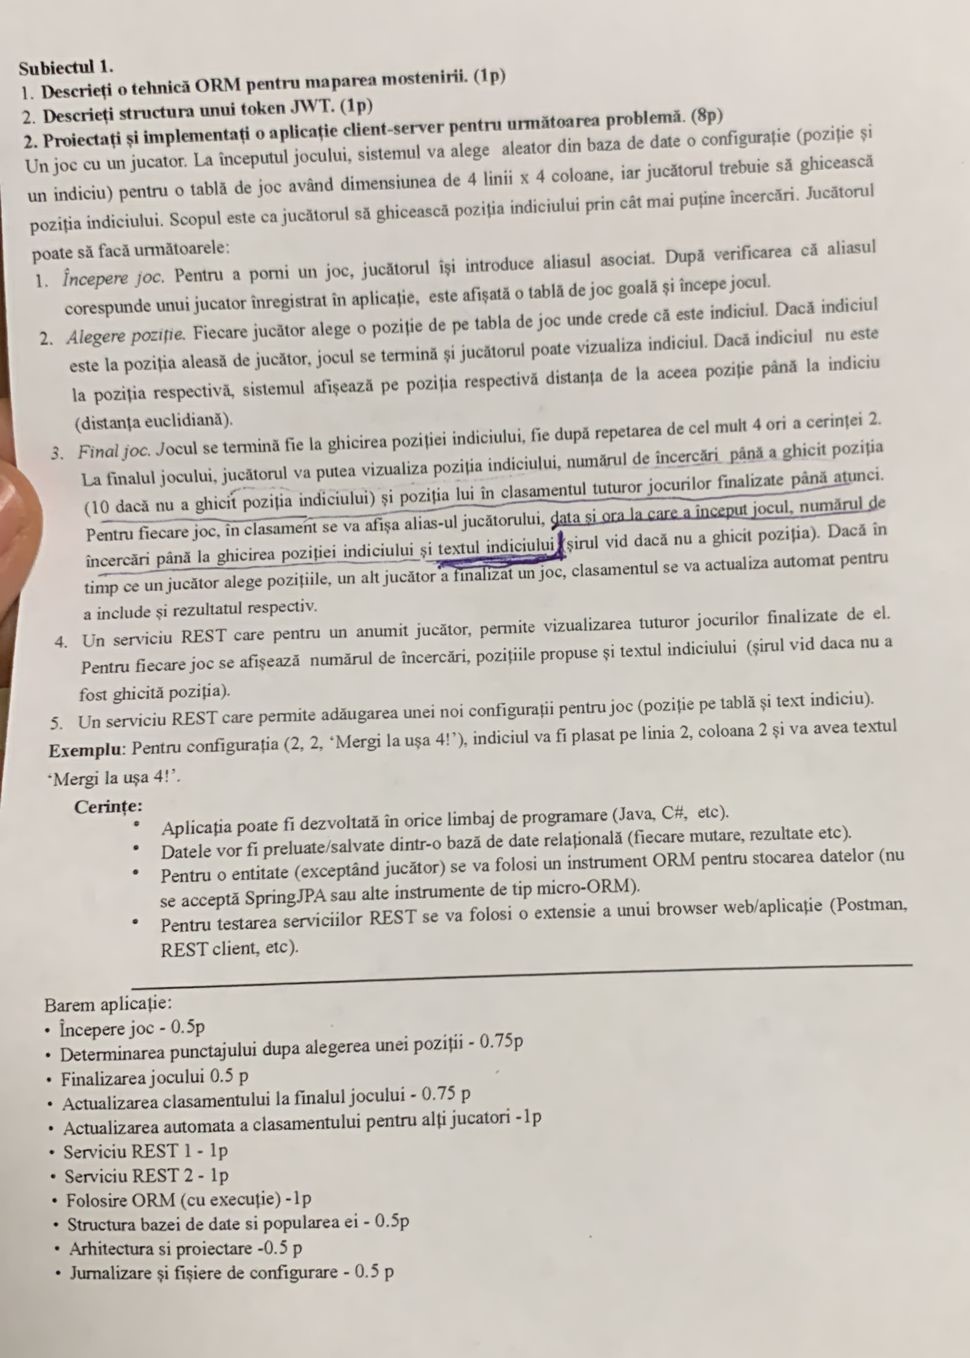 Subiectul 1.
1. Descrieți o tehnică ORM pentru maparea mostenirii. (1p)
2. Descrieți structura unui token JWT. (1p)
2. Proiectați și implementați o aplicație client-server pentru următoarea problemă. (8p)
Un joc cu un jucator. La începutul jocului, sistemul va alege aleator din baza de date o configurație (poziție și
un indiciu) pentru o tablă de joc având dimensiunea de 4 linii x 4 coloane, iar jucătorul trebuie să ghicească
poziția indiciului. Scopul este ca jucătorul să ghicească poziția indiciului prin cât mai puține încercări. Jucătorul
poate să facă următoarele:
1. Începere joc. Pentru a porni un joc, jucătorul își introduce aliasul asociat. După verificarea că aliasul
corespunde unui jucator înregistrat în aplicație, este afișată o tablă de joc goală și începe jocul.
2. Alegere poziție. Fiecare jucător alege o poziție de pe tabla de joc unde crede că este indiciul. Dacă indiciul
este la poziția aleasă de jucător, jocul se termină și jucătorul poate vizualiza indiciul. Dacă indiciul nu este
la poziția respectivă, sistemul afișează pe poziția respectivă distanța de la aceea poziție până la indiciu
(distanța euclidiană).
3. Final joc. Jocul se termină fie la ghicirea poziției indiciului, fie după repetarea de cel mult 4 ori a cerinței 2.
La finalul jocului, jucătorul va putea vizualiza poziția indiciului, numărul de încercări până a ghicit poziția
(10 dacă nu a ghicit poziția indiciului) și poziția lui în clasamentul tuturor jocurilor finalizate până atunci.
Pentru fiecare joc, în clasament se va afișa alias-ul jucătorului, data și ora la care a început jocul, numărul de
încercări până la ghicirea poziției indiciului și textul indiciului (șirul vid dacă nu a ghicit poziția). Dacă în
timp ce un jucător alege pozițiile, un alt jucător a finalizat un joc, clasamentul se va actualiza automat pentru
a include și rezultatul respectiv.
4. Un serviciu REST care pentru un anumit jucător, permite vizualizarea tuturor jocurilor finalizate de el.
Pentru fiecare joc se afișează numărul de încercări, pozițiile propuse și textul indiciului (șirul vid daca nu a
fost ghicită poziția).
5. Un serviciu REST care permite adăugarea unei noi configurații pentru joc (poziție pe tablă și text indiciu).
Exemplu: Pentru configurația (2, 2, ‘Mergi la ușa 4!’), indiciul va fi plasat pe linia 2, coloana 2 și va avea textul
‘Mergi la ușa 4!’.
Cerințe:
• Aplicația poate fi dezvoltată în orice limbaj de programare (Java, C#, etc).
• Datele vor fi preluate/salvate dintr-o bază de date relațională (fiecare mutare, rezultate etc).
• Pentru o entitate (exceptând jucător) se va folosi un instrument ORM pentru stocarea datelor (nu
se acceptă SpringJPA sau alte instrumente de tip micro-ORM).
• Pentru testarea serviciilor REST se va folosi o extensie a unui browser web/aplicație (Postman,
REST client, etc).
Barem aplicație:
• Începere joc - 0.5p
• Determinarea punctajului dupa alegerea unei poziții - 0.75p
• Finalizarea jocului 0.5 p
• Actualizarea clasamentului la finalul jocului - 0.75 p
• Actualizarea automata a clasamentului pentru alți jucatori -1p
• Serviciu REST 1 - 1p
• Serviciu REST 2 - 1p
• Folosire ORM (cu execuție) -1p
• Structura bazei de date si popularea ei - 0.5p
• Arhitectura si proiectare -0.5 p
• Jurnalizare și fișiere de configurare - 0.5 p